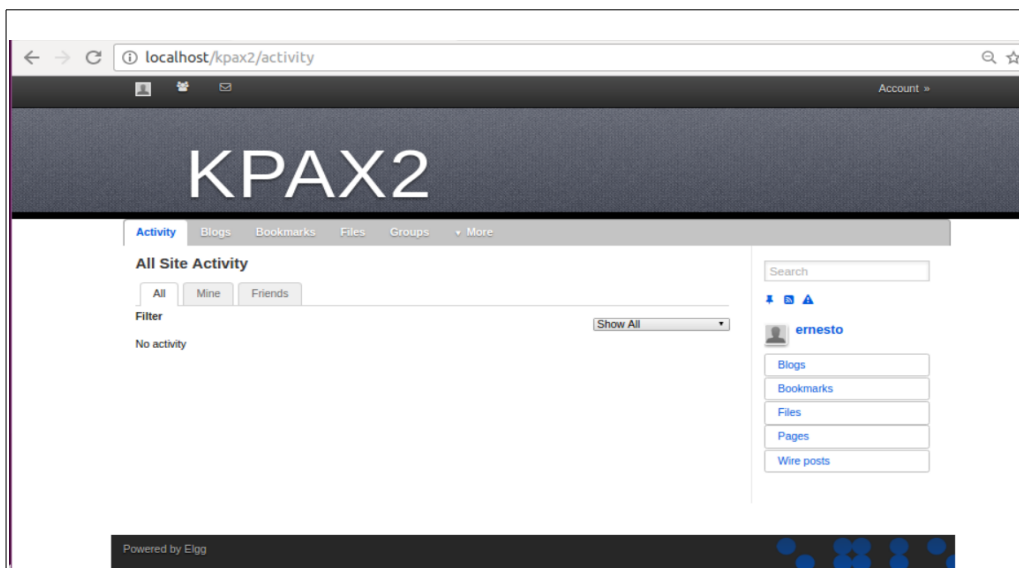 localhost/kpax2/activity
Account »
KPAX2
Activity Blogs Bookmarks Files Groups ▾ More
All Site Activity
Search
All Mine Friends
Filter
Show All
ernesto
No activity
Blogs
Bookmarks
Files
Pages
Wire posts
Powered by Elgg